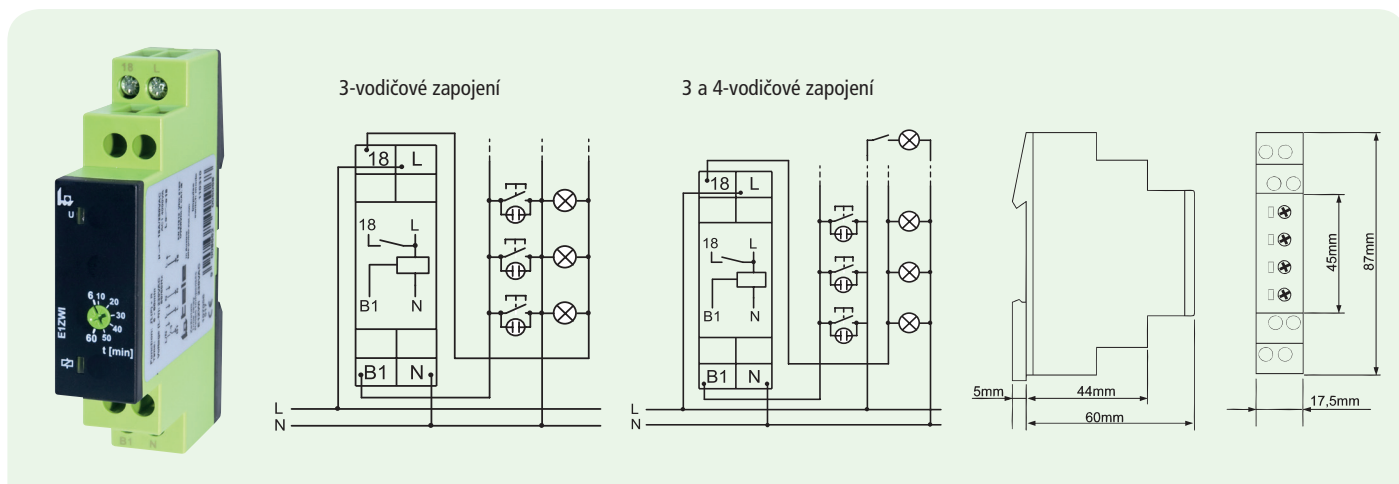 18 L
U
E1ZWI
6 10 20 30 40 50 60
t [min]
B1 N
3-vodičové zapojení
18 L
18 L
B1 N
B1 N
L
N
3 a 4-vodičové zapojení
18 L
18 L
B1 N
B1 N
L
N
5mm
44mm
60mm
45mm
87mm
17,5mm